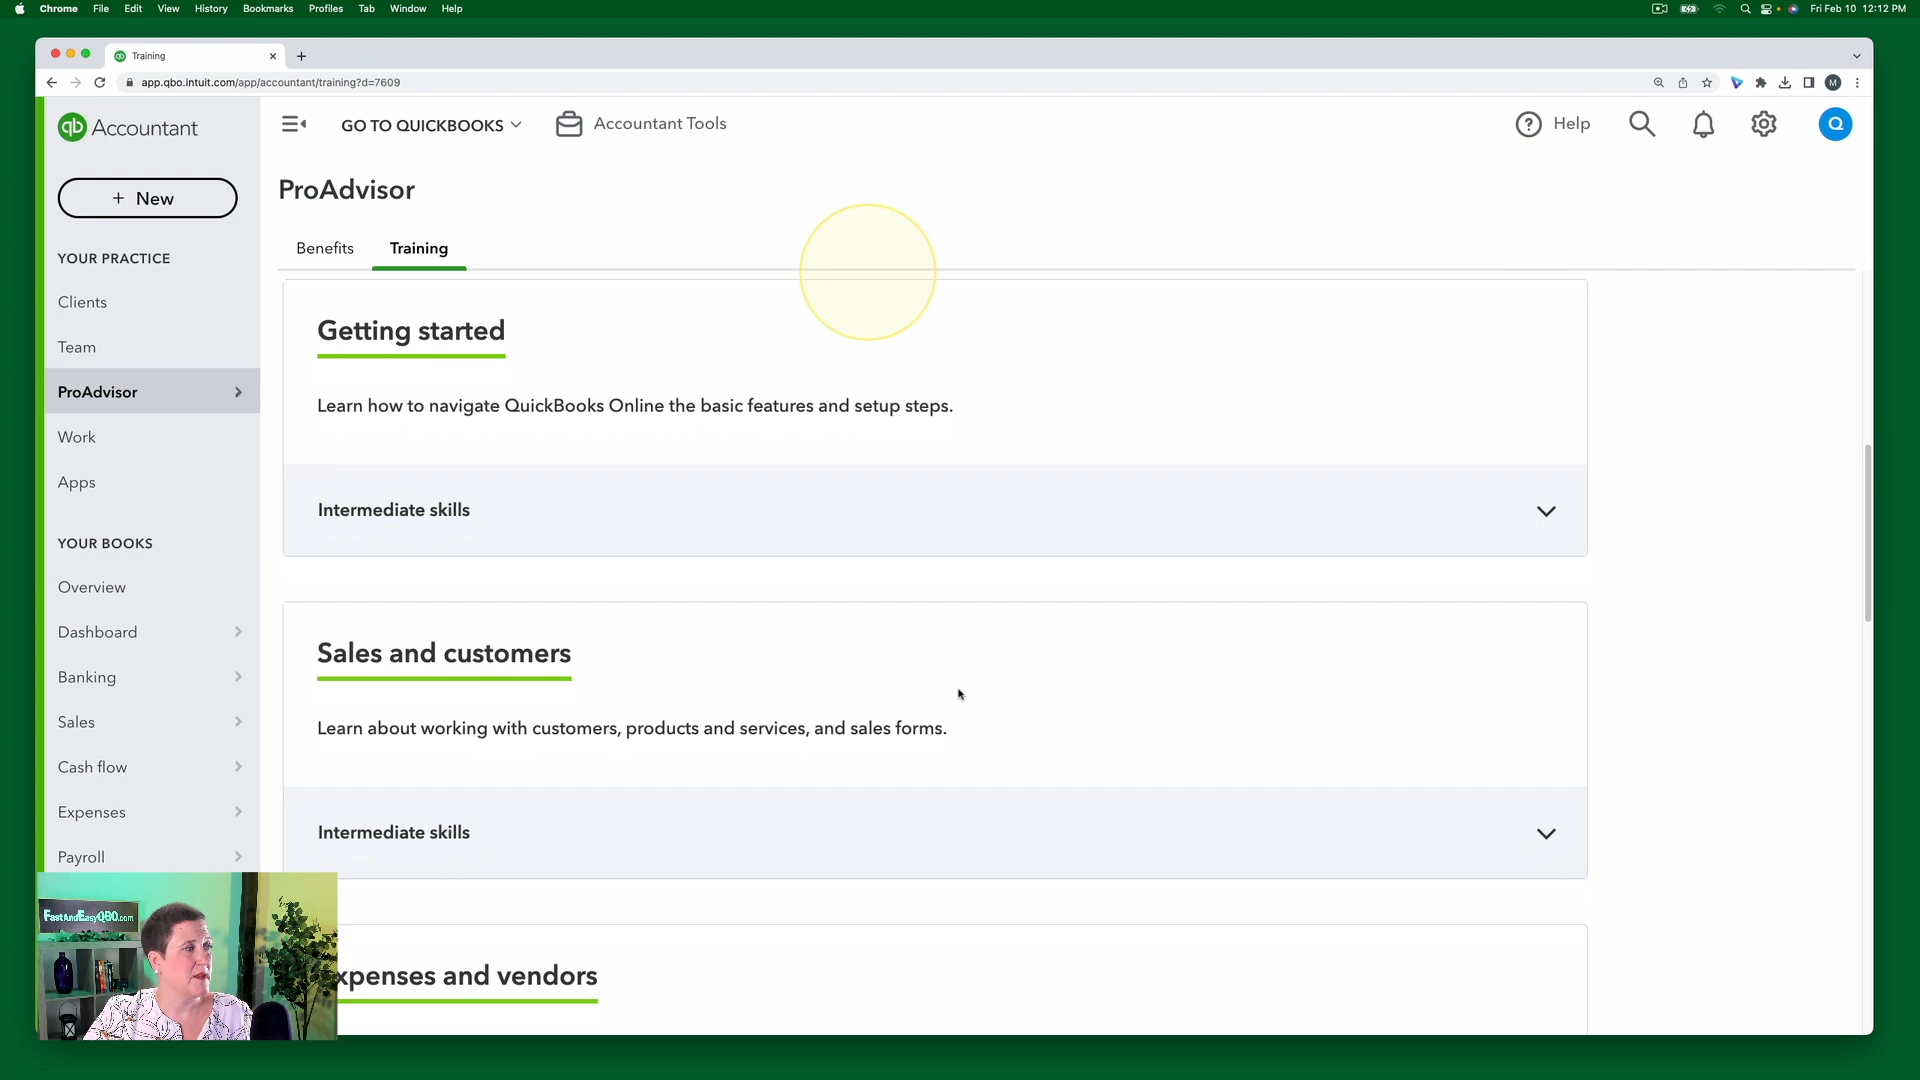 Chrome File Edit View History Bookmarks Profiles Tab Window Help
Fri Feb 10 12:12 PM
Training
app.qbo.intuit.com/app/accountant/training?d=7609
M
qb Accountant
GO TO QUICKBOOKS
Accountant Tools
Help
Q
+ New
YOUR PRACTICE
Clients
Team
ProAdvisor
Work
Apps
YOUR BOOKS
Overview
Dashboard
Banking
Sales
Cash flow
Expenses
Payroll
ProAdvisor
Benefits
Training
Getting started
Learn how to navigate QuickBooks Online the basic features and setup steps.
Intermediate skills
Sales and customers
Learn about working with customers, products and services, and sales forms.
Intermediate skills
xpenses and vendors
FastAndEasyQBO.com